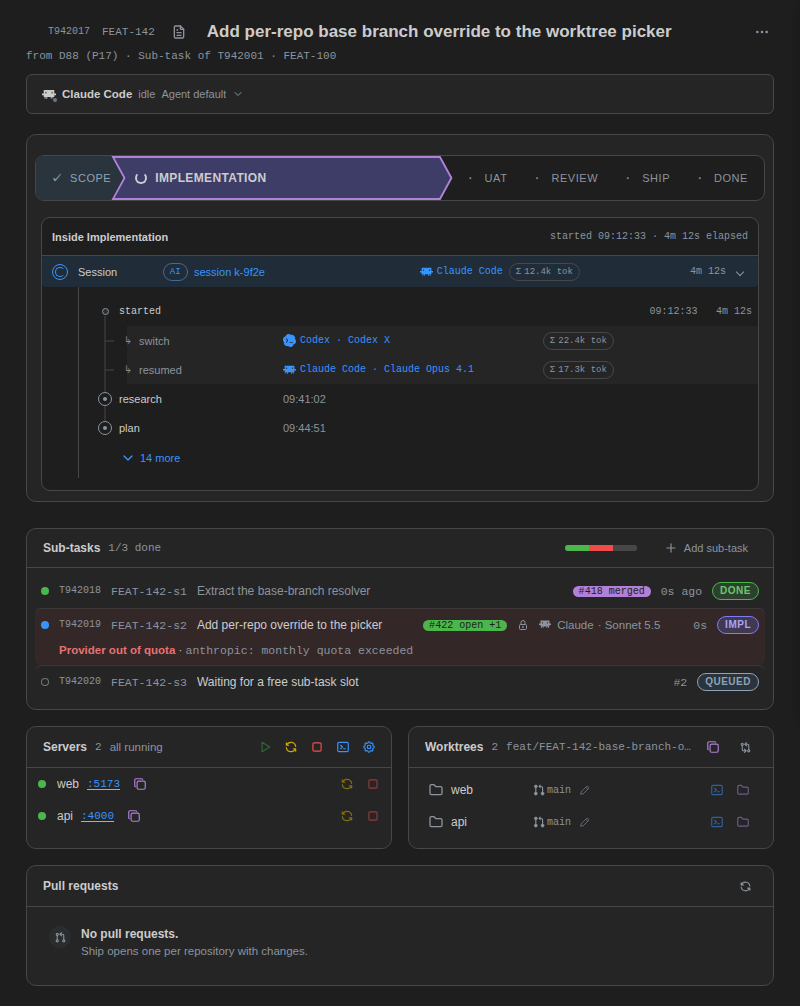 T942017 FEAT-142 Add per-repo base branch override to the worktree picker
from D88 (P17) · Sub-task of T942001 · FEAT-100
Claude Code idle Agent default
SCOPE IMPLEMENTATION · UAT · REVIEW · SHIP · DONE
Inside Implementation started 09:12:33 · 4m 12s elapsed
Session AI session k-9f2e Claude Code Σ 12.4k tok 4m 12s
started 09:12:33 4m 12s
↳ switch Codex · Codex X Σ 22.4k tok
↳ resumed Claude Code · Claude Opus 4.1 Σ 17.3k tok
research 09:41:02
plan 09:44:51
14 more
Sub-tasks 1/3 done Add sub-task
T942018 FEAT-142-s1 Extract the base-branch resolver #418 merged 0s ago DONE
T942019 FEAT-142-s2 Add per-repo override to the picker #422 open +1 Claude · Sonnet 5.5 0s IMPL
Provider out of quota · anthropic: monthly quota exceeded
T942020 FEAT-142-s3 Waiting for a free sub-task slot #2 QUEUED
Servers 2 all running
web :5173
api :4000
Worktrees 2 feat/FEAT-142-base-branch-o…
web main
api main
Pull requests
No pull requests.
Ship opens one per repository with changes.